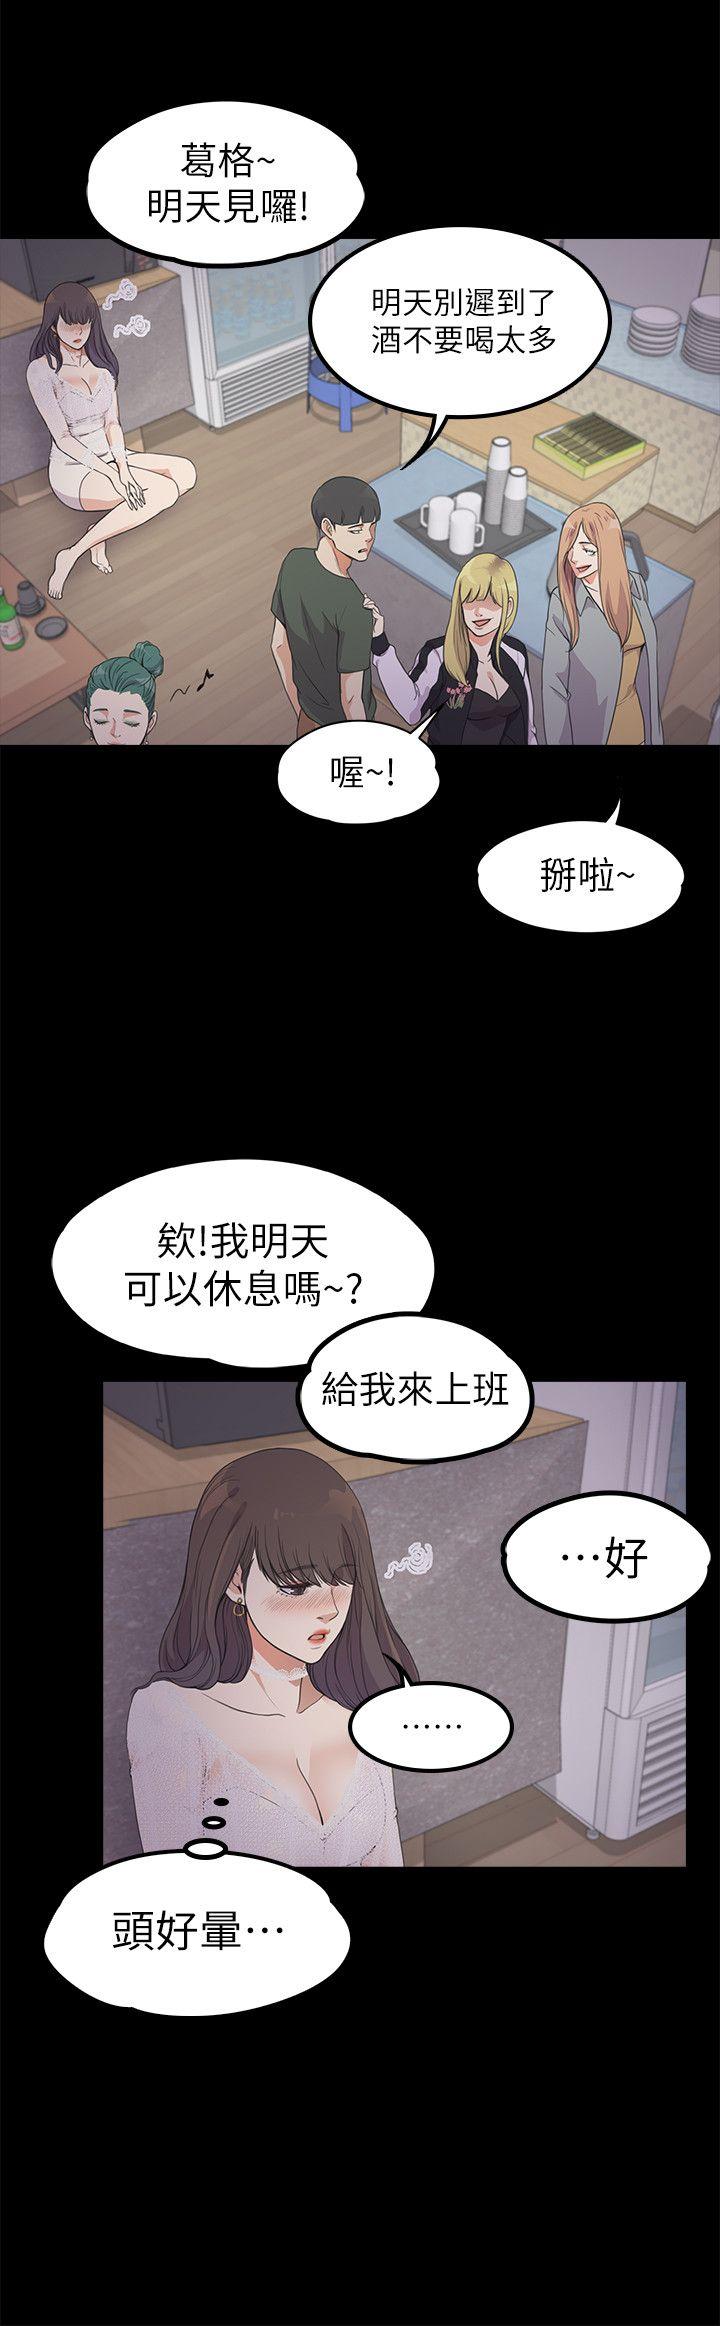 葛格~
明天見囉!
明天別遲到了
酒不要喝太多
喔~!
掰啦~
欸!我明天
可以休息嗎~?
給我來上班
…好
……
頭好暈…